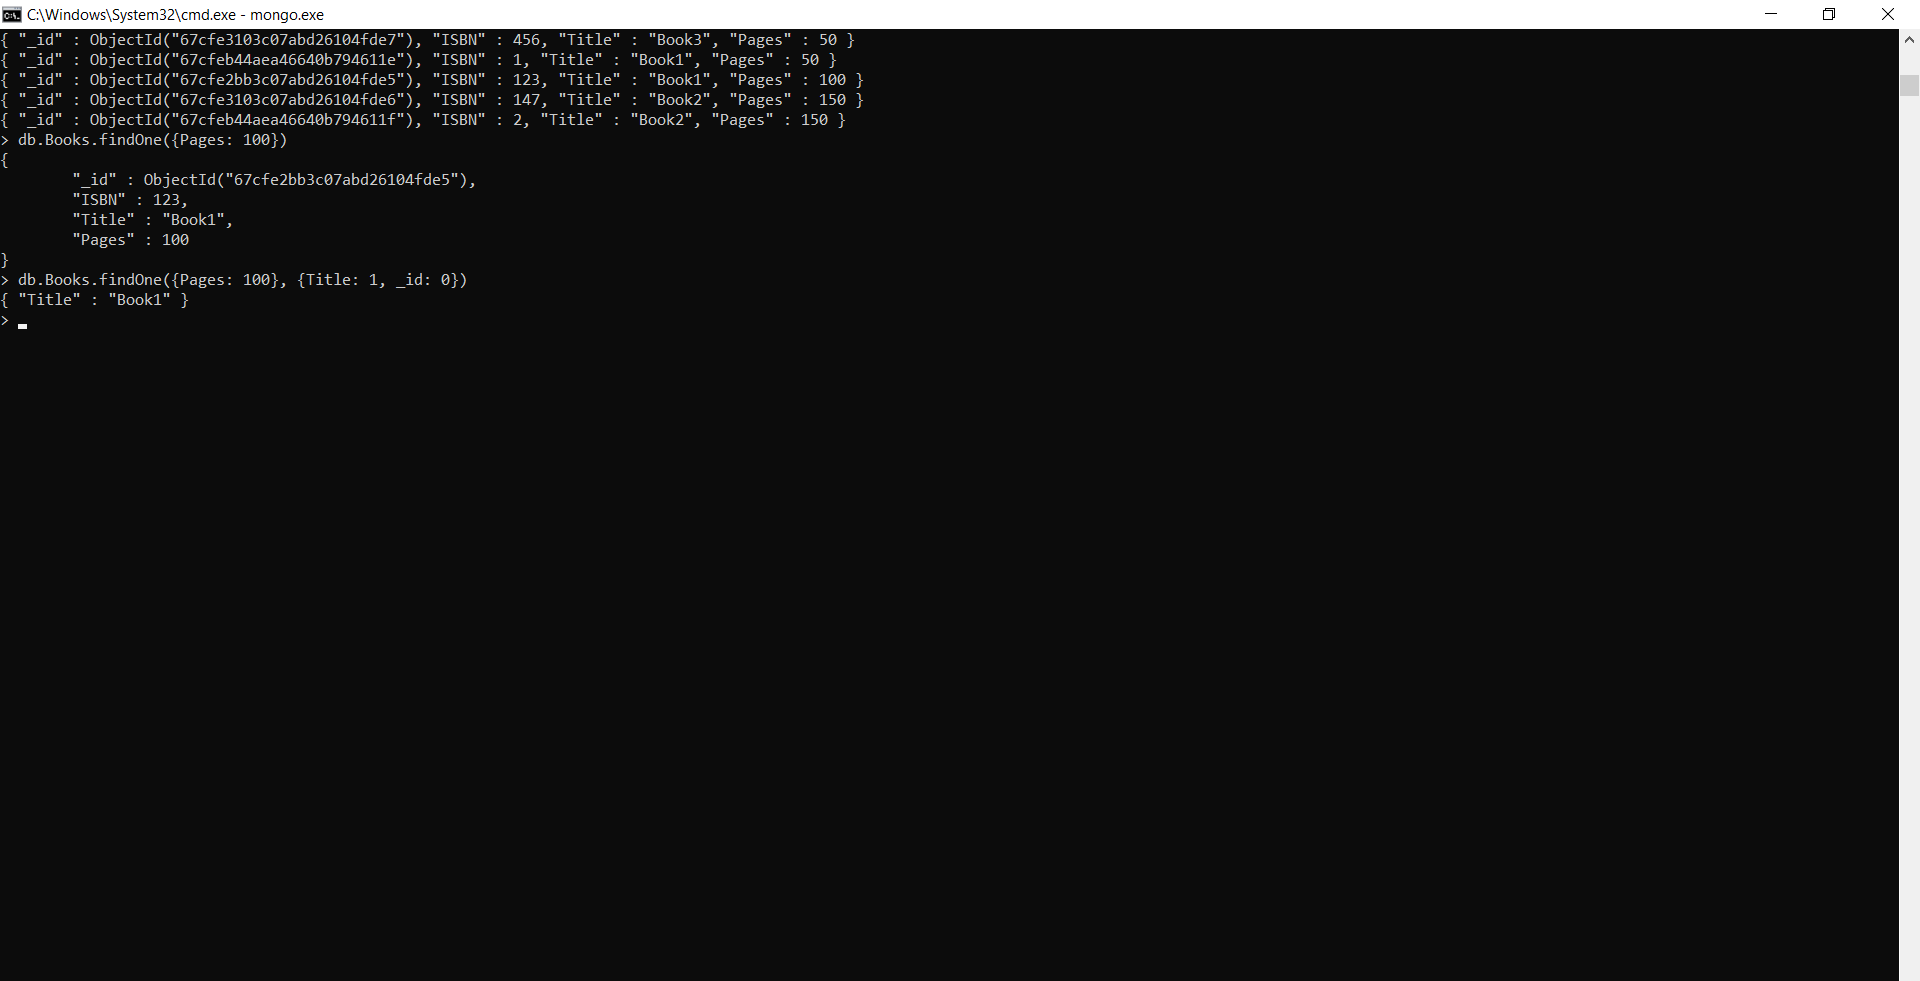 C:\Windows\System32\cmd.exe - mongo.exe
{ "_id" : ObjectId("67cfe3103c07abd26104fde7"), "ISBN" : 456, "Title" : "Book3", "Pages" : 50 }
{ "_id" : ObjectId("67cfeb44aea46640b794611e"), "ISBN" : 1, "Title" : "Book1", "Pages" : 50 }
{ "_id" : ObjectId("67cfe2bb3c07abd26104fde5"), "ISBN" : 123, "Title" : "Book1", "Pages" : 100 }
{ "_id" : ObjectId("67cfe3103c07abd26104fde6"), "ISBN" : 147, "Title" : "Book2", "Pages" : 150 }
{ "_id" : ObjectId("67cfeb44aea46640b794611f"), "ISBN" : 2, "Title" : "Book2", "Pages" : 150 }
> db.Books.findOne({Pages: 100})
{
        "_id" : ObjectId("67cfe2bb3c07abd26104fde5"),
        "ISBN" : 123,
        "Title" : "Book1",
        "Pages" : 100
}
> db.Books.findOne({Pages: 100}, {Title: 1, _id: 0})
{ "Title" : "Book1" }
>